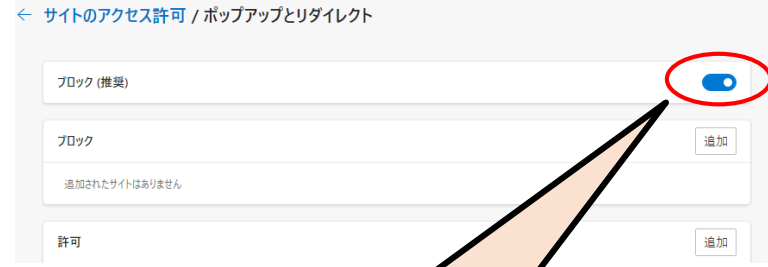 ← サイトのアクセス許可 / ポップアップとリダイレクト
ブロック (推奨)
ブロック
追加
追加されたサイトはありません
許可
追加